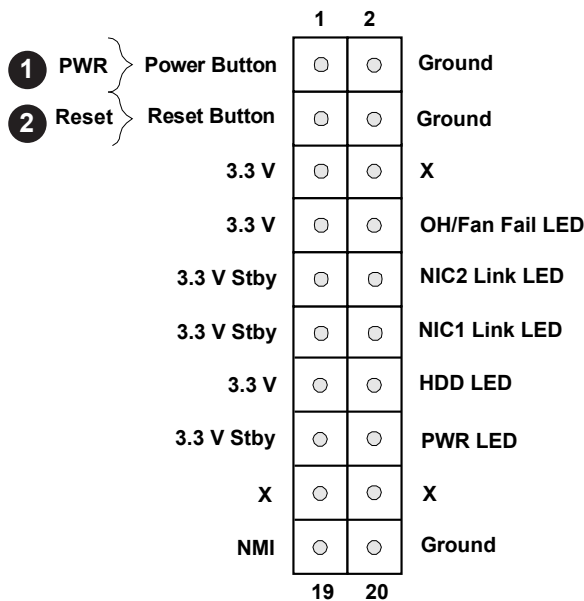 1 2
1 PWR Power Button Ground
2 Reset Reset Button Ground
3.3 V X
3.3 V OH/Fan Fail LED
3.3 V Stby NIC2 Link LED
3.3 V Stby NIC1 Link LED
3.3 V HDD LED
3.3 V Stby PWR LED
X X
NMI Ground
19 20